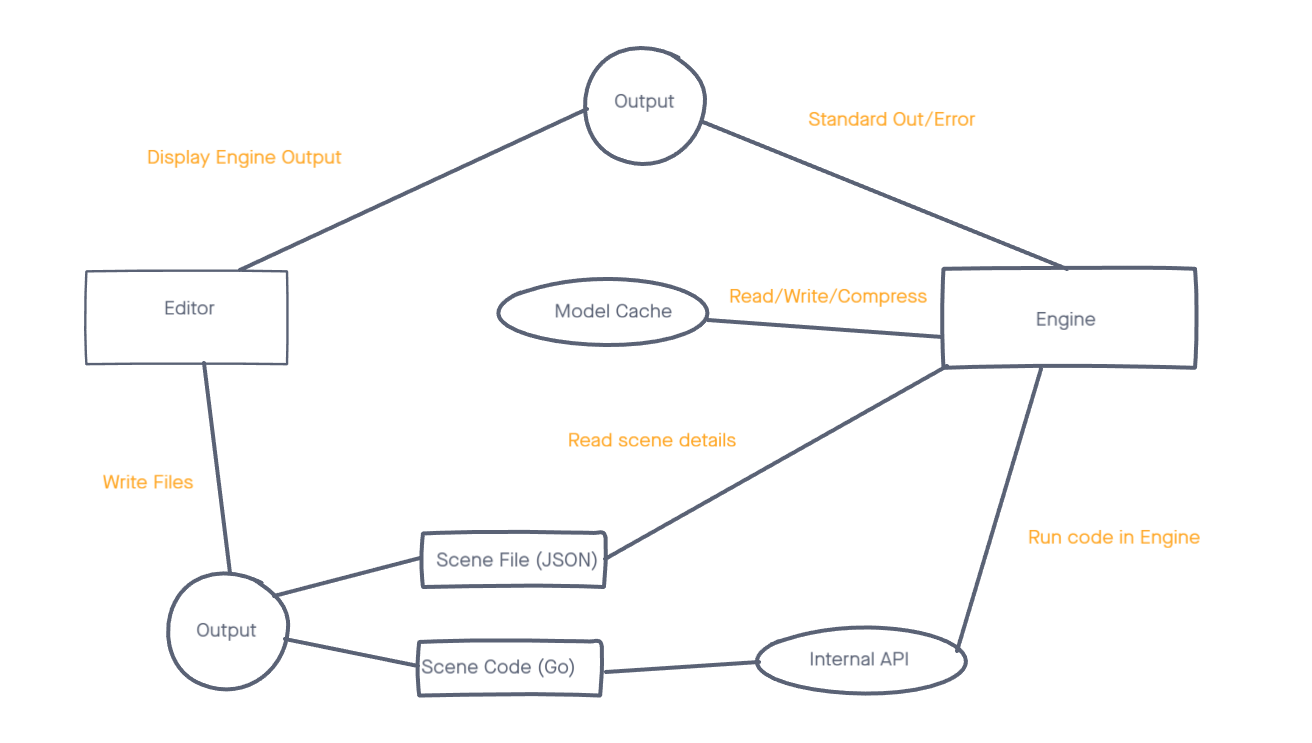 Output
Standard Out/Error
Display Engine Output
Editor
Model Cache
Read/Write/Compress
Engine
Read scene details
Write Files
Run code in Engine
Scene File (JSON)
Output
Scene Code (Go)
Internal API